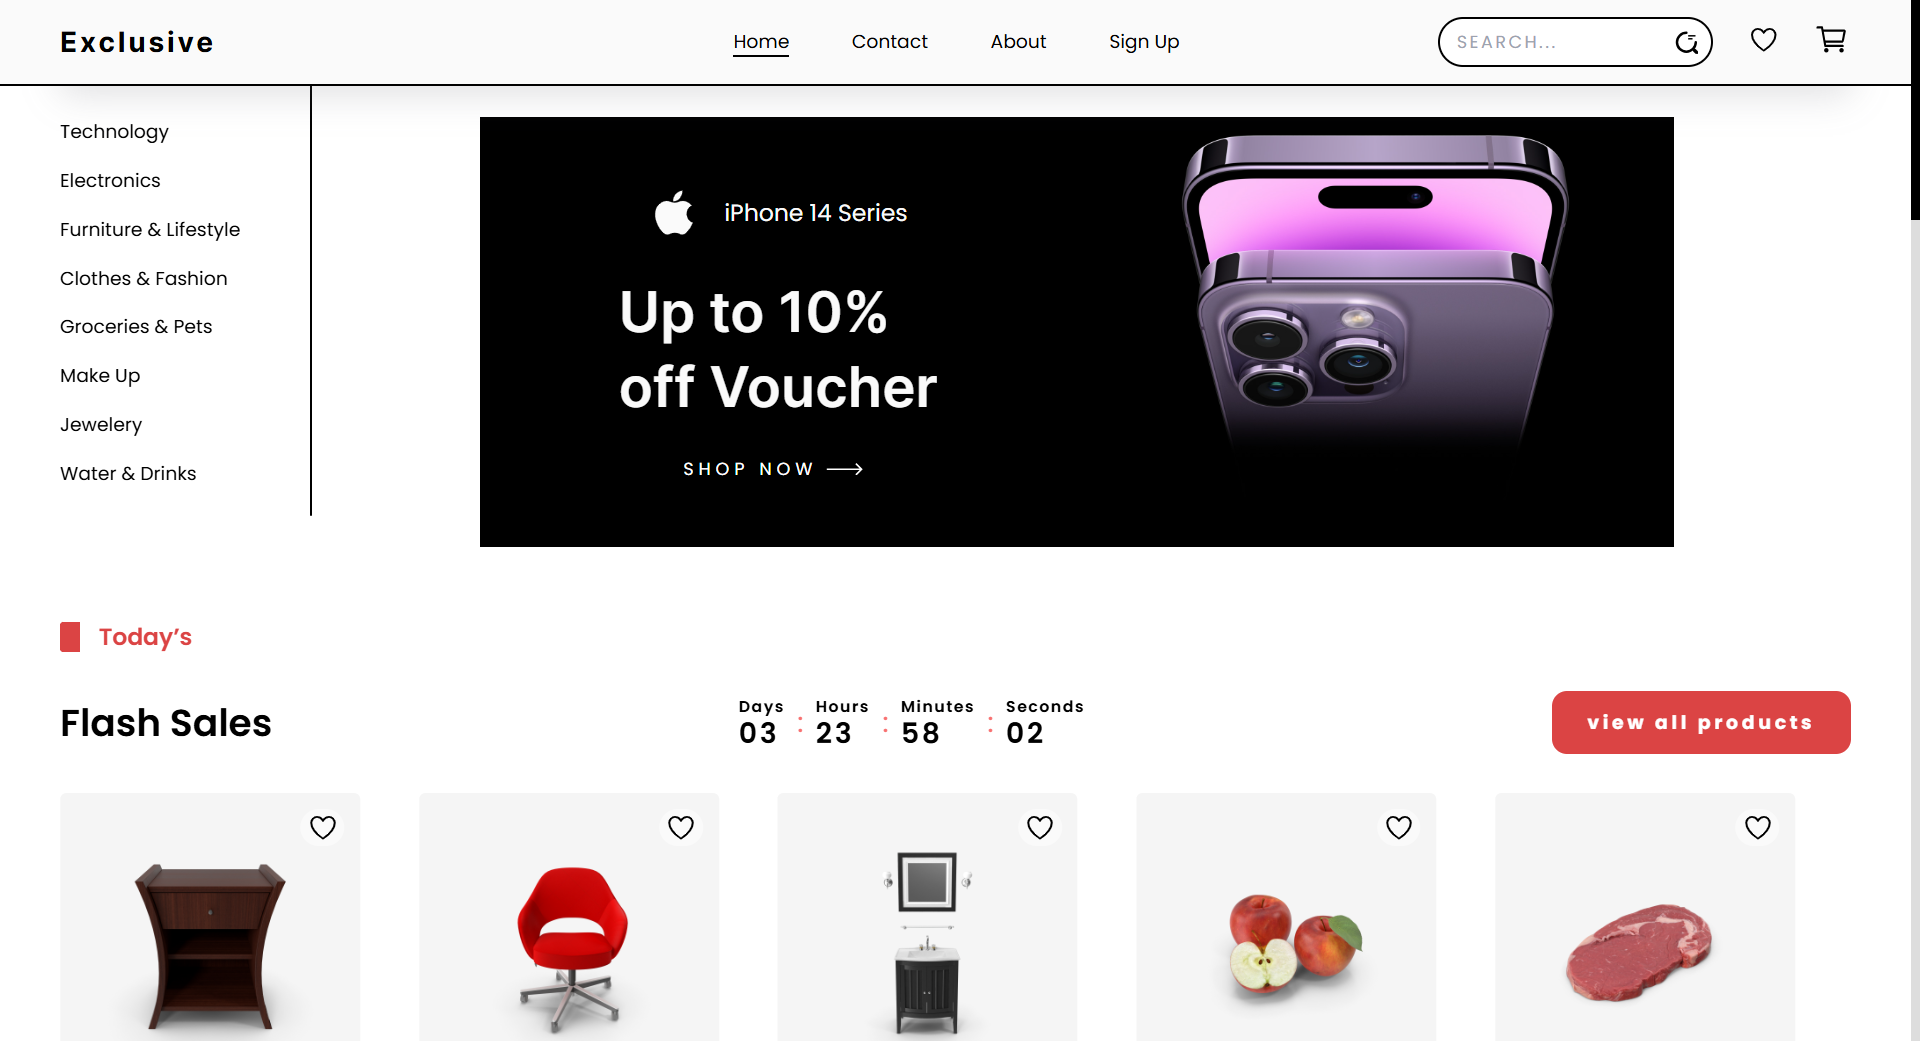 Exclusive
Home
Contact
About
Sign Up
SEARCH...
Technology
Electronics
Furniture & Lifestyle
Clothes & Fashion
Groceries & Pets
Make Up
Jewelery
Water & Drinks
iPhone 14 Series
Up to 10%
off Voucher
SHOP NOW
Today’s
Flash Sales
Days : Hours : Minutes : Seconds
03 23 58 02
view all products